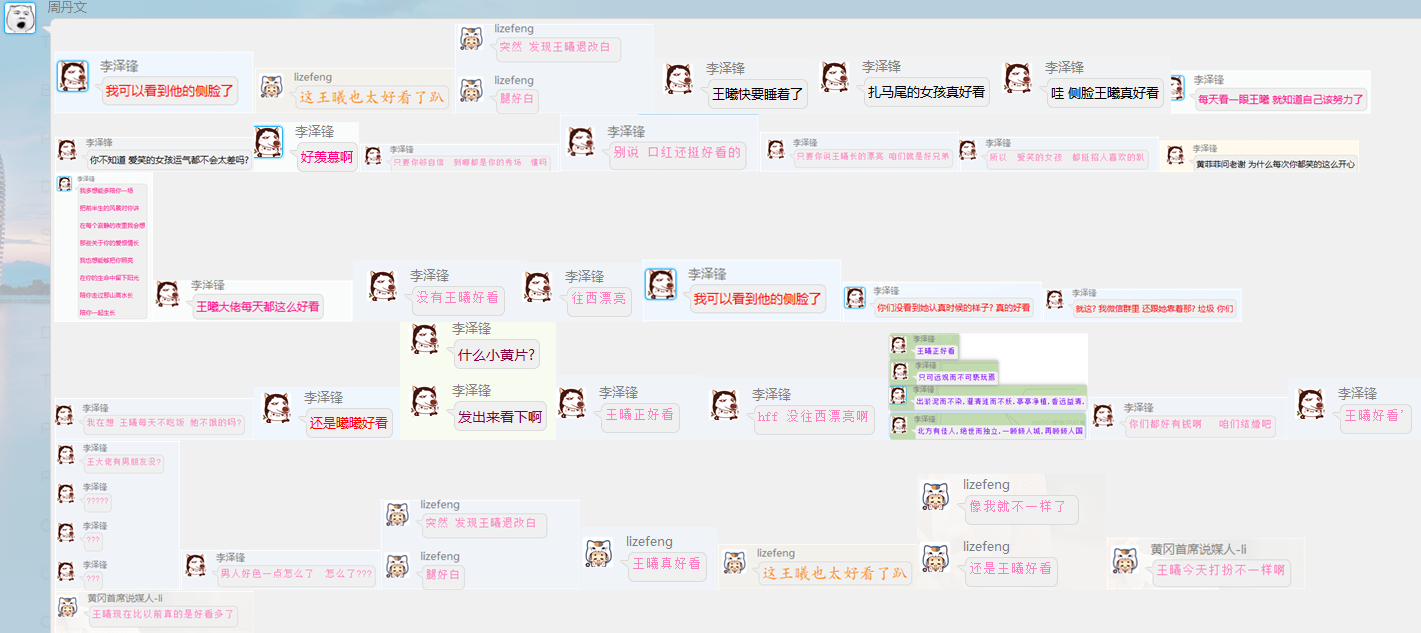 周丹文
李泽锋
我可以看到他的侧脸了
lizefeng
这王曦也太好看了趴
lizefeng
突然 发现王曦退改白
lizefeng
腿好白
李泽锋
王曦快要睡着了
李泽锋
扎马尾的女孩真好看
李泽锋
哇 侧脸王曦真好看
李泽锋
每天看一眼王曦 就知道自己该努力了
李泽锋
你不知道 爱笑的女孩运气都不会太差吗?
李泽锋
好羡慕啊
李泽锋
只要你够自信 到哪都是你的秀场 懂吗
李泽锋
别说 口红还挺好看的
李泽锋
只要你说王曦长的漂亮 咱们就是好兄弟
李泽锋
所以 爱笑的女孩 都挺招人喜欢的趴
李泽锋
黄菲菲问老谢 为什么每次你都笑的这么开心
李泽锋
我多想能多陪你一场
把前半生的风景对你讲
在每个寂静的夜里我会想
那些关于你的爱恨情长
我也想能够把你照亮
在你的生命中留下阳光
陪你走过那山高水长
陪你一起生长
李泽锋
王曦大佬每天都这么好看
李泽锋
没有王曦好看
李泽锋
往西漂亮
李泽锋
我可以看到他的侧脸了
李泽锋
你们没看到她认真时候的样子? 真的好看
李泽锋
就这? 我微信群里 还跟她靠着那? 垃圾 你们
李泽锋
我在想 王曦每天不吃饭 她不饿的吗?
李泽锋
还是曦曦好看
李泽锋
什么小黄片?
李泽锋
发出来看下啊
李泽锋
王曦正好看
李泽锋
hff 没往西漂亮啊
李泽锋
王曦正好看
李泽锋
只可远观而不可亵玩焉
李泽锋
出淤泥而不染,濯清涟而不妖,亭亭净植,香远益清,
李泽锋
北方有佳人,绝世而独立,一顾倾人城,再顾倾人国
李泽锋
你们都好有钱啊 咱们结婚吧
李泽锋
王曦好看'
李泽锋
王大佬有男朋友没?
李泽锋
?????
李泽锋
???
李泽锋
???
李泽锋
男人好色一点怎么了 怎么了???
lizefeng
突然 发现王曦退改白
lizefeng
腿好白
lizefeng
王曦真好看
lizefeng
这王曦也太好看了趴
lizefeng
像我就不一样了
lizefeng
还是王曦好看
黄冈首席说媒人-li
王曦今天打扮不一样啊
黄冈首席说媒人-li
王曦现在比以前真的是好看多了